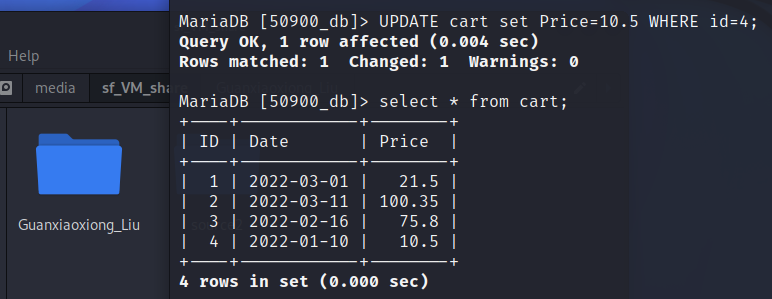 Help
media
sf_VM_sha
Guanxiaoxiong_Liu
MariaDB [50900_db]> UPDATE cart set Price=10.5 WHERE id=4;
Query OK, 1 row affected (0.004 sec)
Rows matched: 1  Changed: 1  Warnings: 0
MariaDB [50900_db]> select * from cart;
+----+------------+--------+
| ID | Date       | Price  |
+----+------------+--------+
|  1 | 2022-03-01 |   21.5 |
|  2 | 2022-03-11 | 100.35 |
|  3 | 2022-02-16 |   75.8 |
|  4 | 2022-01-10 |   10.5 |
+----+------------+--------+
4 rows in set (0.000 sec)